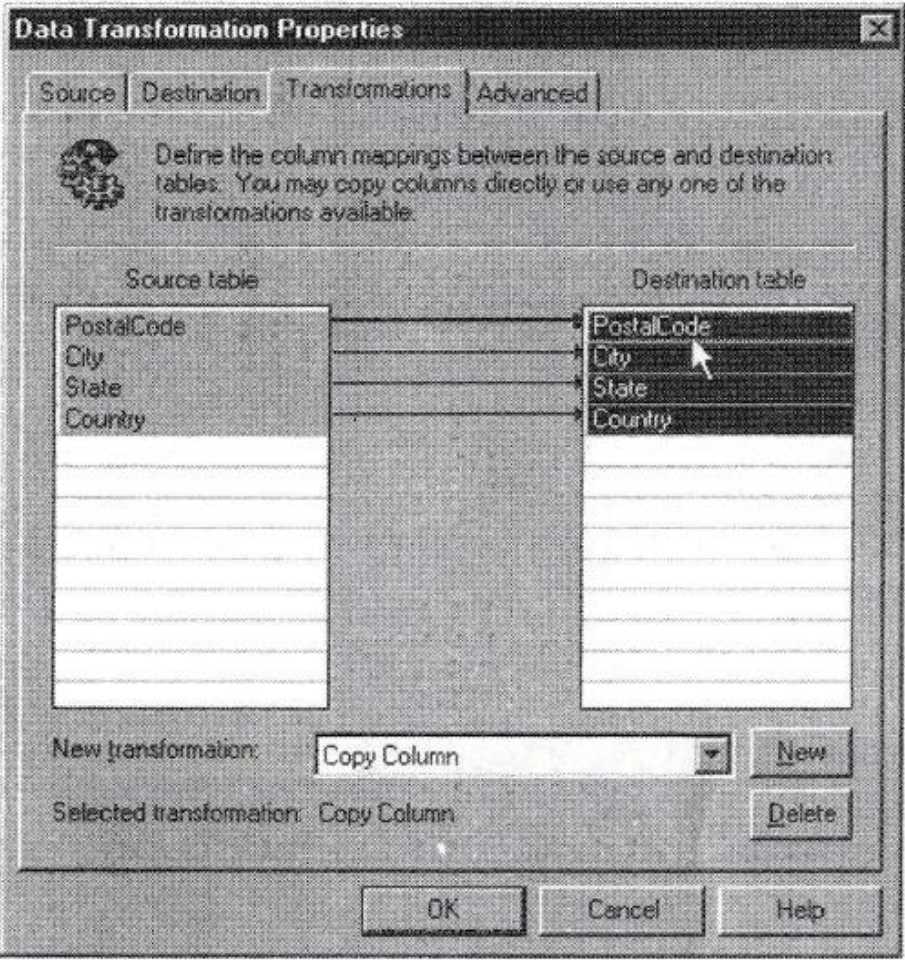 Data Transformation Properties
Source Destination Transformations Advanced
Define the column mappings between the source and destination
tables. You may copy columns directly or use any one of the
transformations available.
Source table Destination table
PostalCode PostalCode
City City
State State
Country Country
New transformation: Copy Column New
Selected transformation: Copy Column Delete
OK Cancel Help